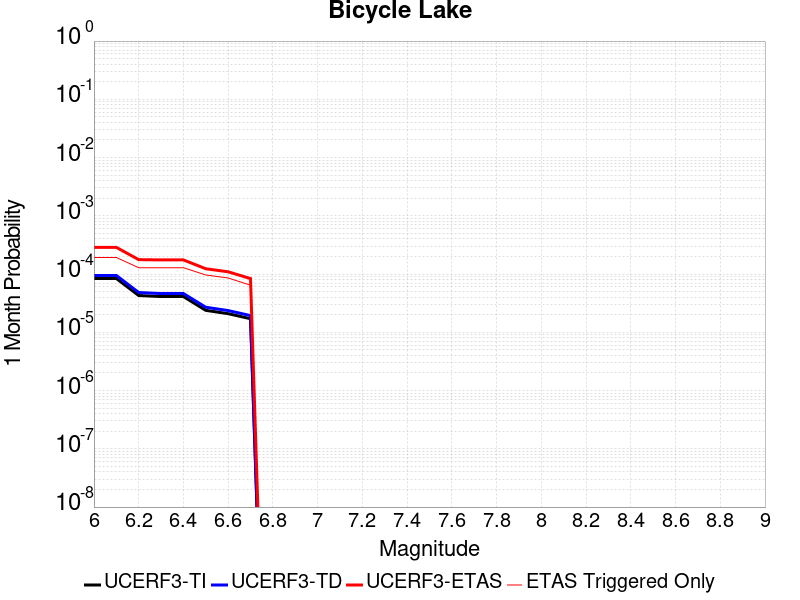 Bicycle Lake
10^0
10^-1
10^-2
10^-3
10^-4
10^-5
10^-6
10^-7
10^-8
1 Month Probability
6 6.2 6.4 6.6 6.8 7 7.2 7.4 7.6 7.8 8 8.2 8.4 8.6 8.8 9
Magnitude
UCERF3-TI UCERF3-TD UCERF3-ETAS ETAS Triggered Only